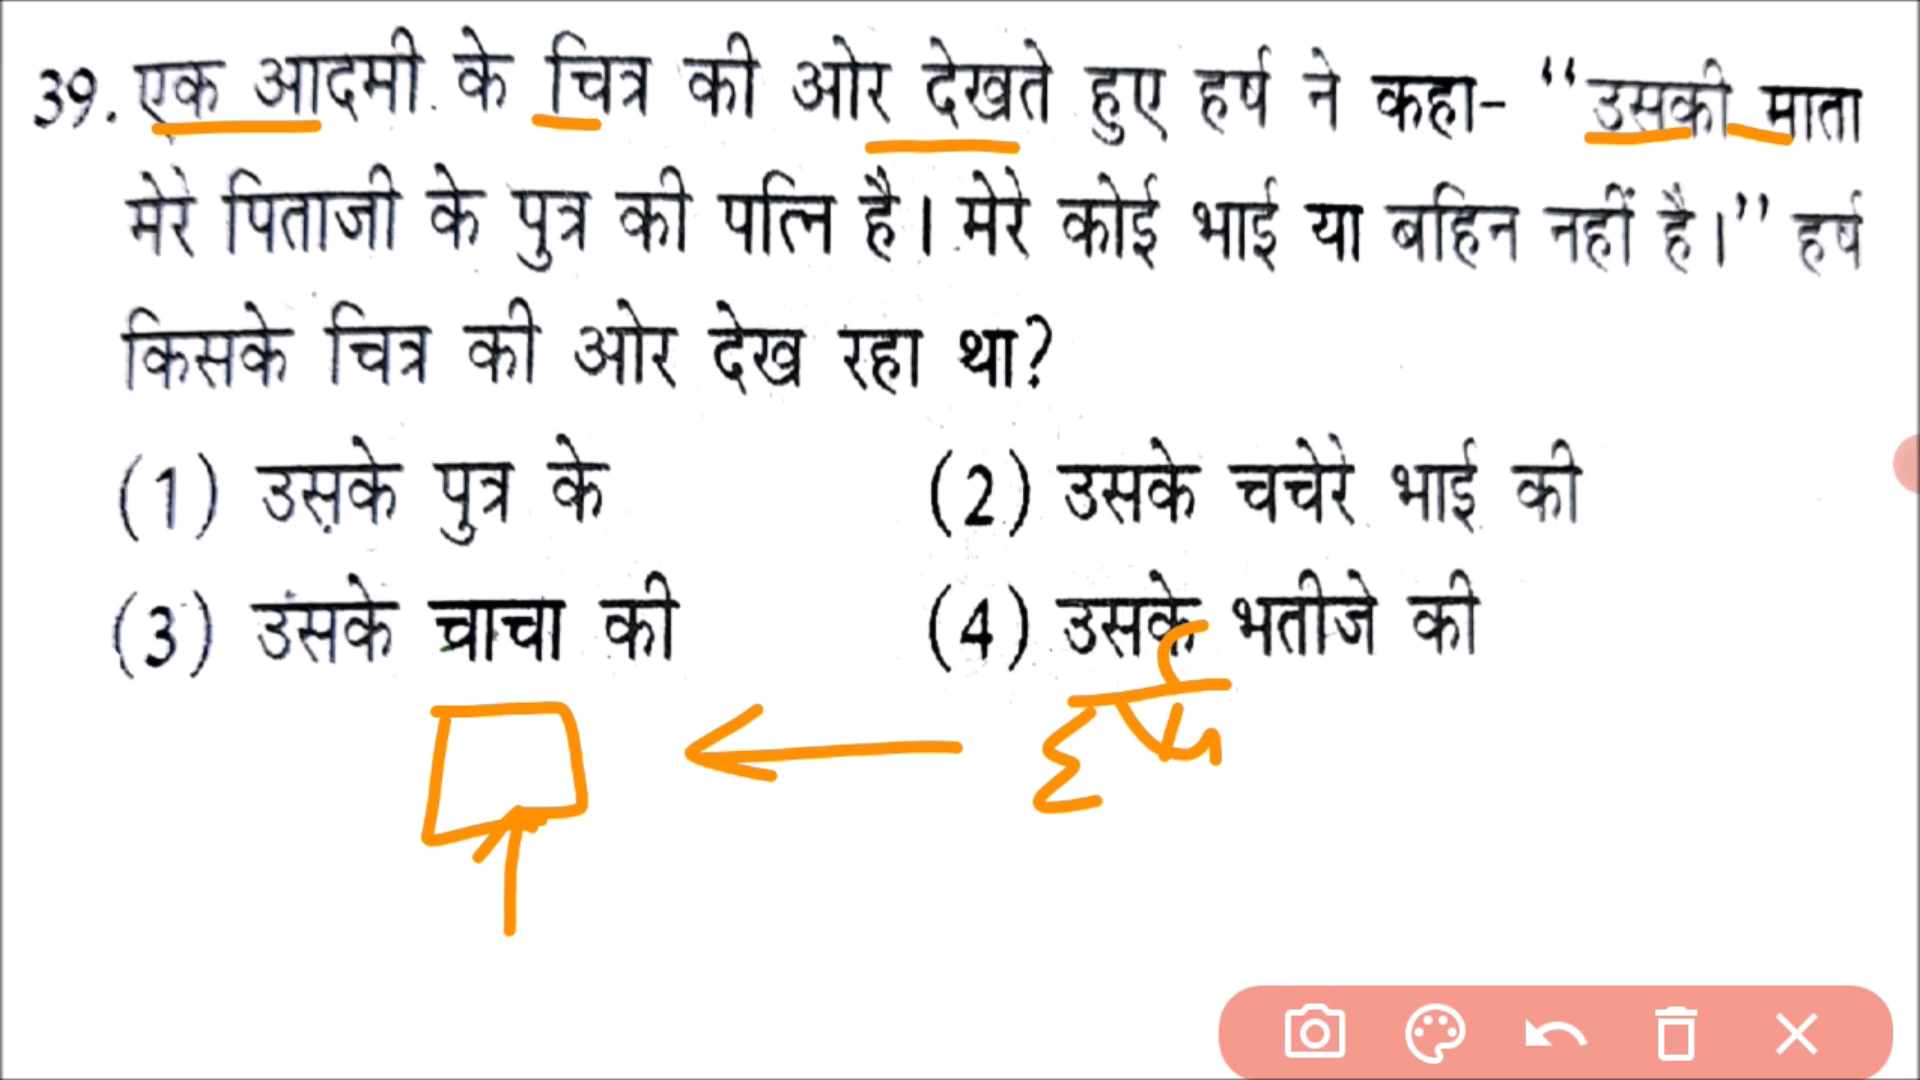 39. एक आदमी के चित्र की ओर देखते हुए हर्ष ने कहा- "उसकी माता
मेरे पिताजी के पुत्र की पत्नि है। मेरे कोई भाई या बहिन नहीं है।" हर्ष
किसके चित्र की ओर देख रहा था?
(1) उसके पुत्र के (2) उसके चचेरे भाई की
(3) उसके चाचा की (4) उसके भतीजे की
हर्ष